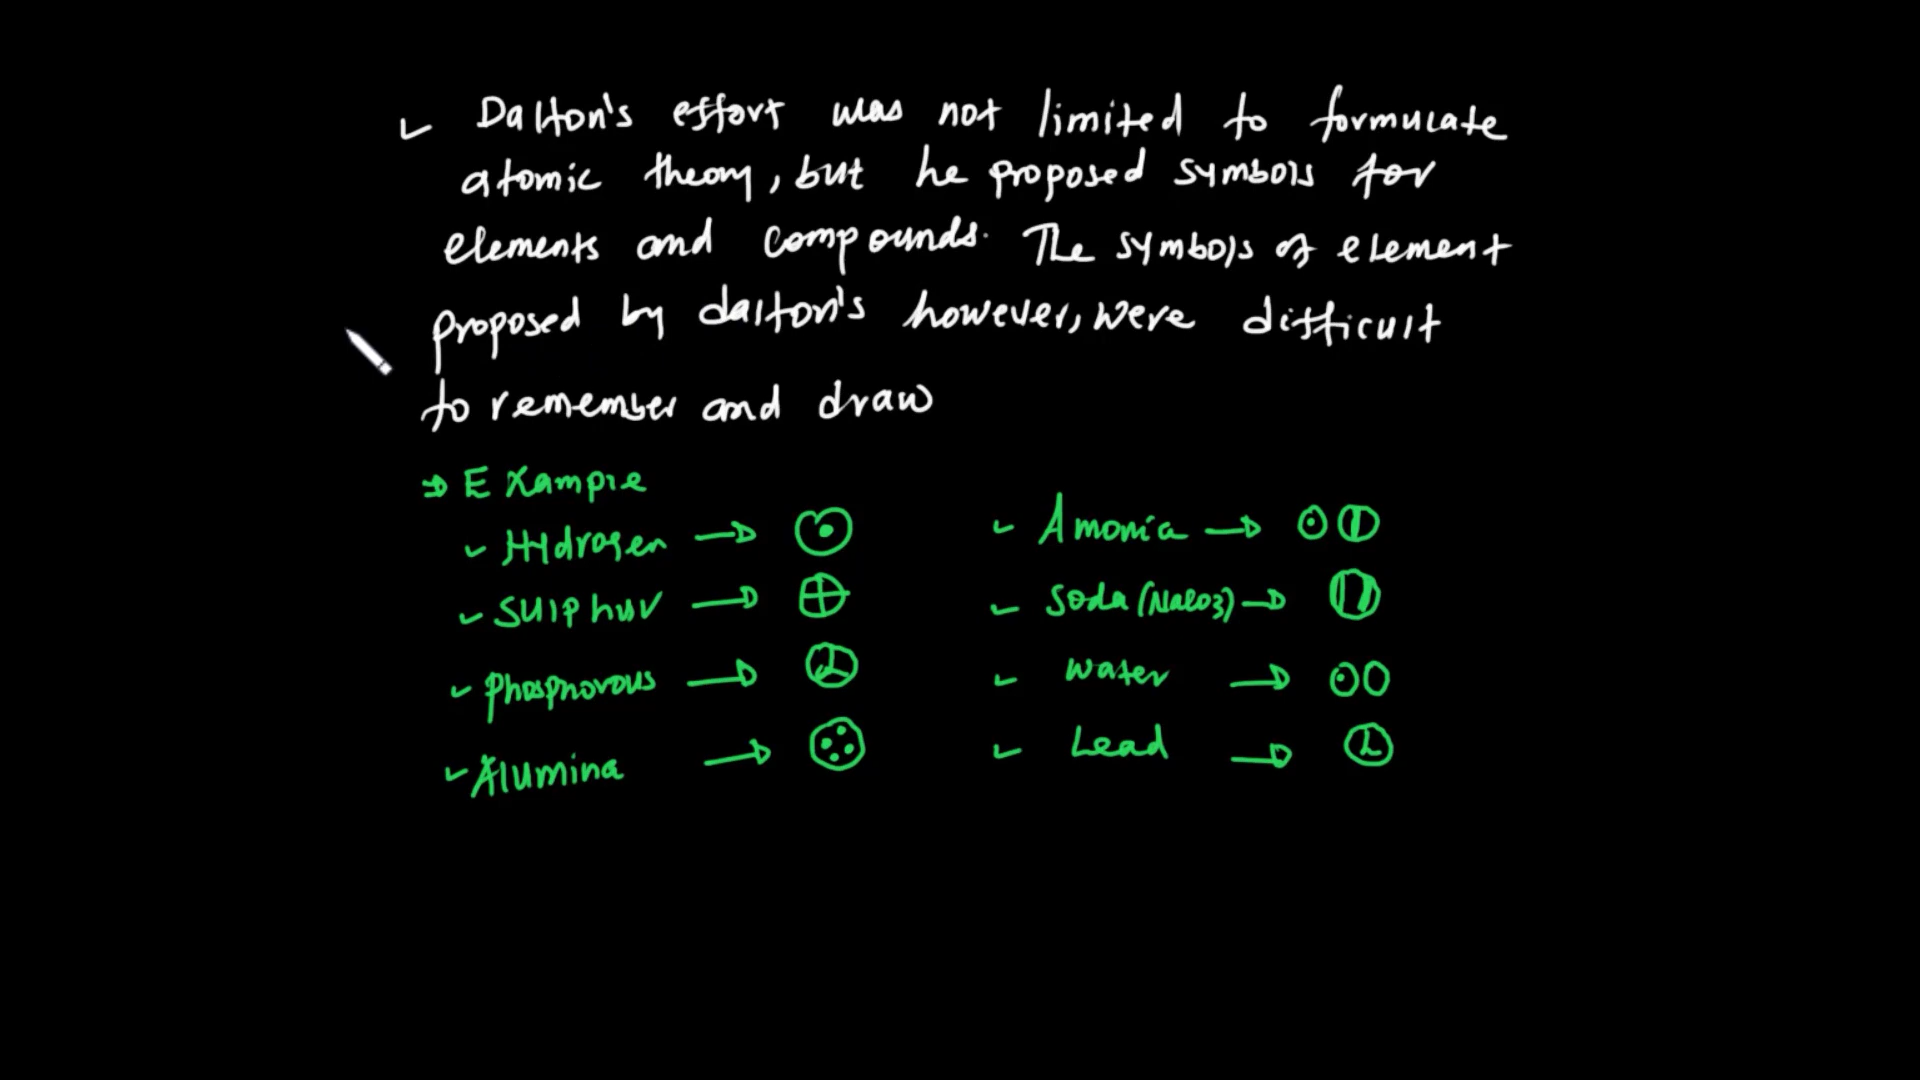 Dalton's effort was not limited to formulate
atomic theory, but he proposed symbols for
elements and compounds. The symbols of element
proposed by dalton's however, were difficult
to remember and draw
⇒ Example
✓ Hydrogen →
✓ Sulphur →
✓ Phosphorous →
✓ Alumina →
✓ Amonia →
✓ Soda (NaCO3) →
✓ Water →
✓ Lead → L